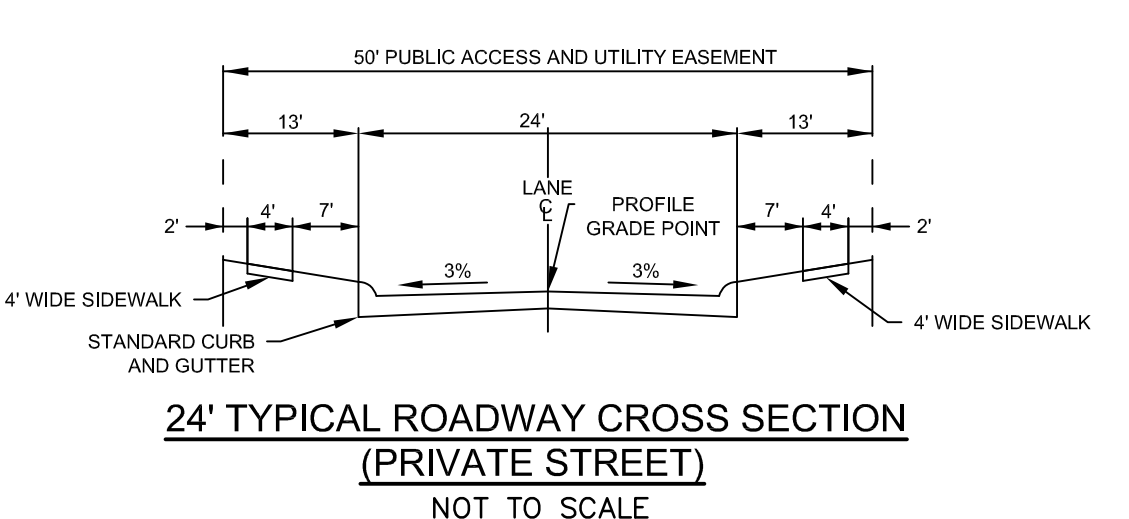 50' PUBLIC ACCESS AND UTILITY EASEMENT
13'
24'
13'
LANE
CL
PROFILE
GRADE POINT
2'
4'
7'
7'
4'
2'
3%
3%
4' WIDE SIDEWALK
4' WIDE SIDEWALK
STANDARD CURB
AND GUTTER
24' TYPICAL ROADWAY CROSS SECTION
(PRIVATE STREET)
NOT TO SCALE